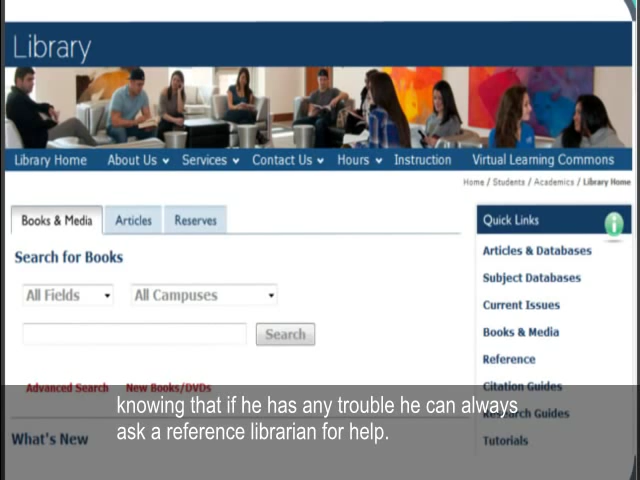 Library
Library Home About Us Services Contact Us Hours Instruction Virtual Learning Commons
Home / Students / Academics / Library Home
Books & Media Articles Reserves
Search for Books
All Fields All Campuses
Search
Advanced Search New Books/DVDs
What's New
Quick Links
Articles & Databases
Subject Databases
Current Issues
Books & Media
Reference
Citation Guides
Research Guides
Tutorials
knowing that if he has any trouble he can always
ask a reference librarian for help.